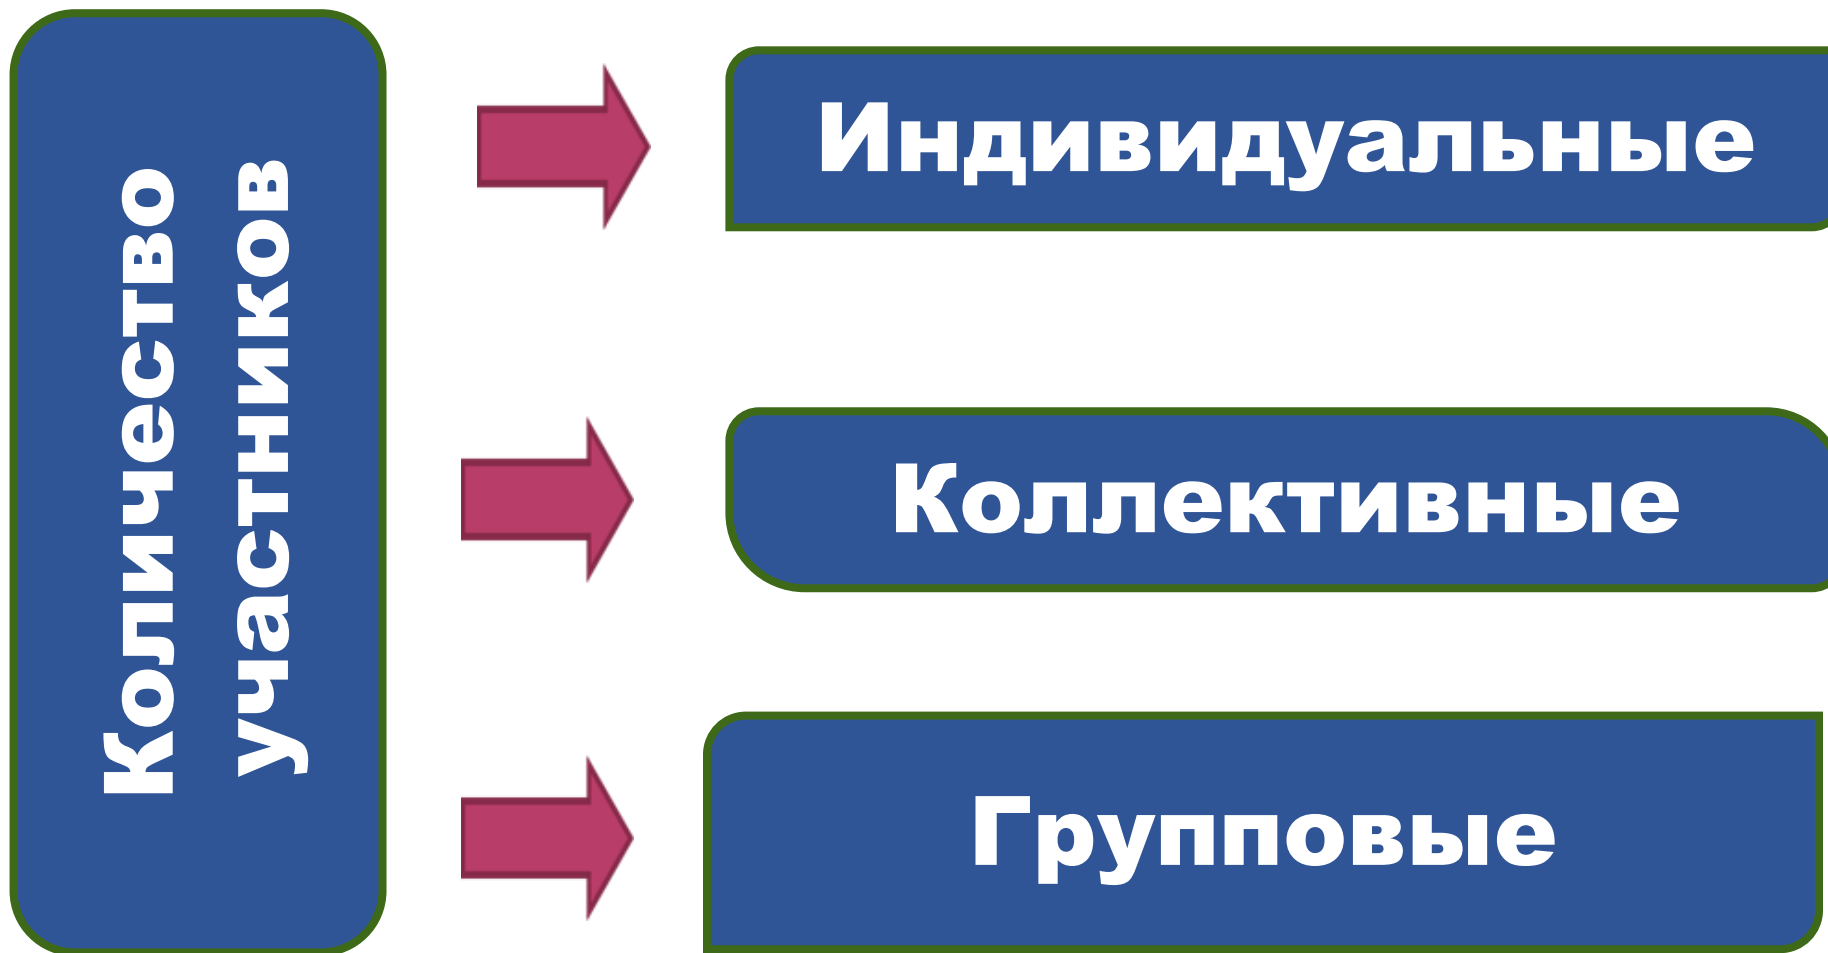 Количество
участников
Индивидуальные
Коллективные
Групповые